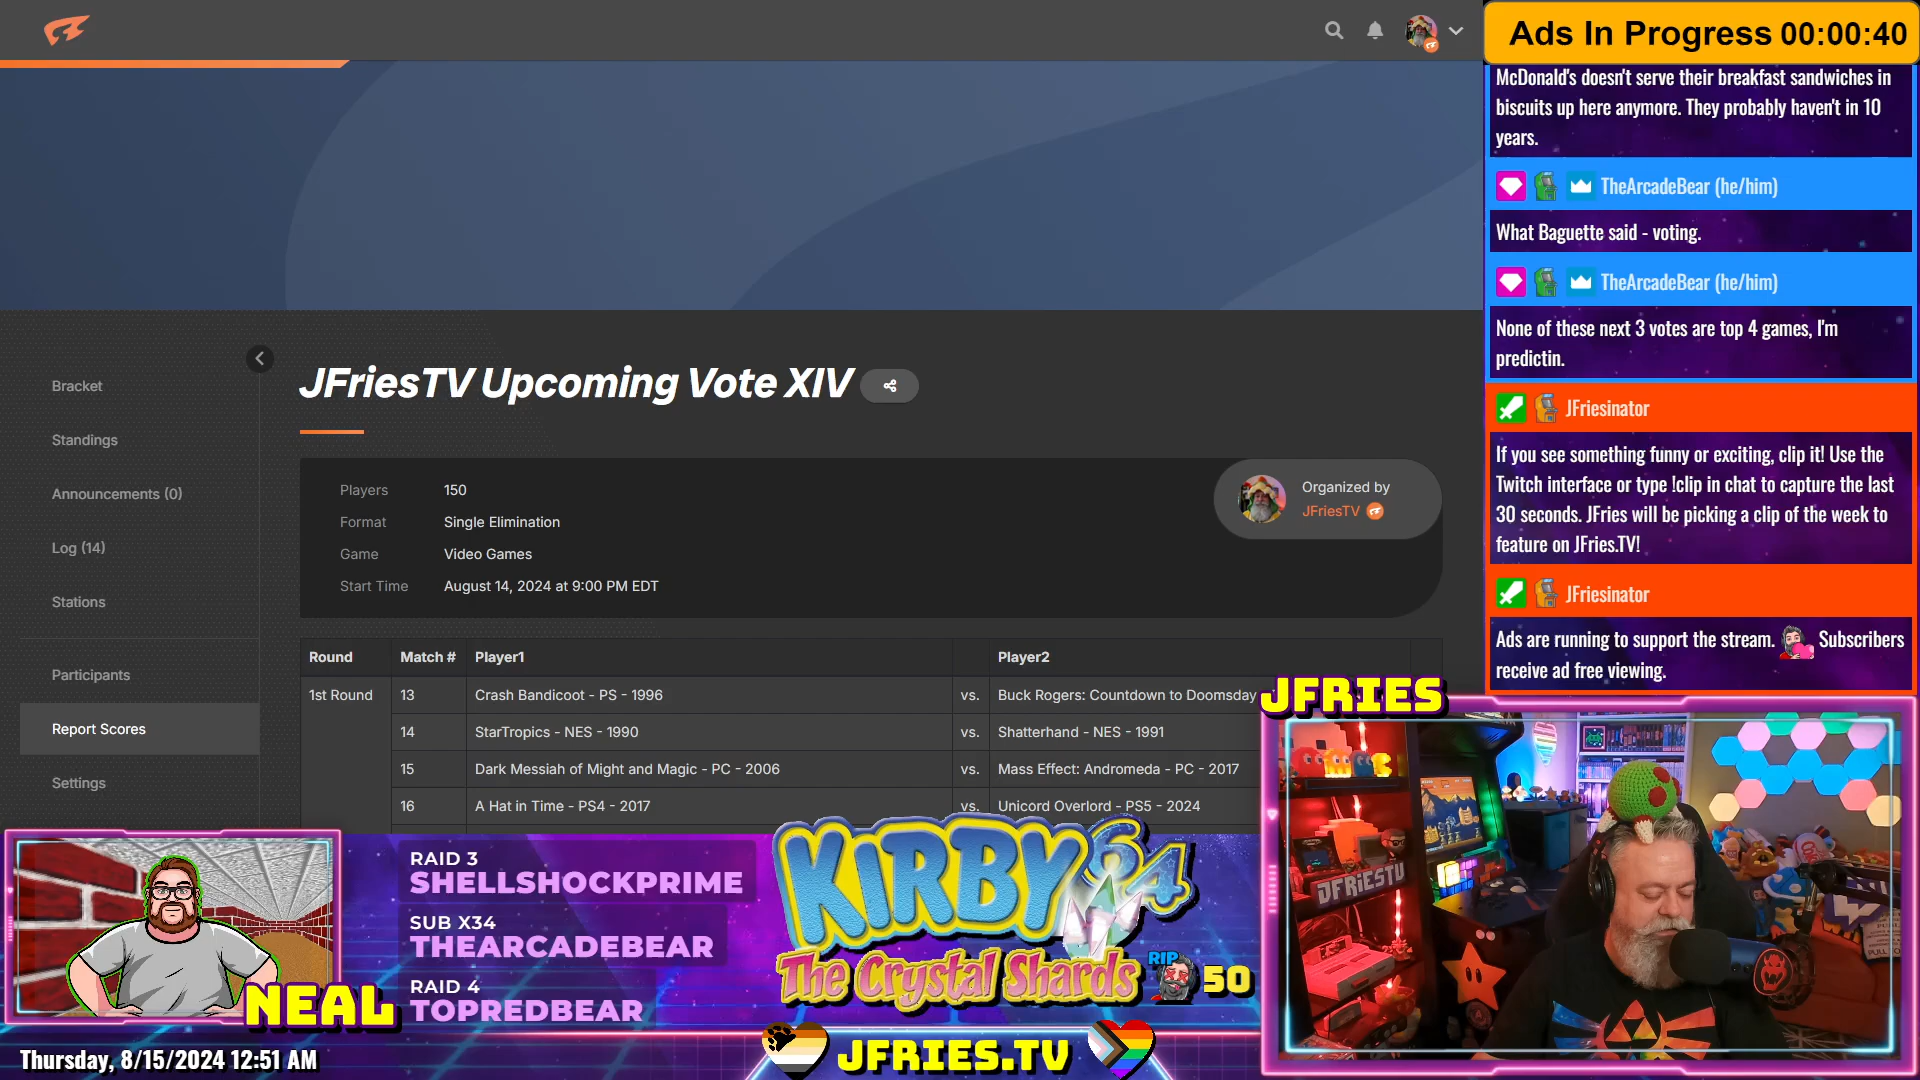 Ads In Progress 00:00:40
McDonald's doesn't serve their breakfast sandwiches in
biscuits up here anymore. They probably haven't in 10
years.
TheArcadeBear (he/him)
What Baguette said - voting.
TheArcadeBear (he/him)
None of these next 3 votes are top 4 games, I'm
predictin.
JFriesinator
If you see something funny or exciting, clip it! Use the
Twitch interface or type !clip in chat to capture the last
30 seconds. JFries will be picking a clip of the week to
feature on JFries.TV!
JFriesinator
Ads are running to support the stream. Subscribers
receive ad free viewing.
Bracket
Standings
Announcements (0)
Log (14)
Stations
Participants
Report Scores
Settings
JFriesTV Upcoming Vote XIV
Players 150
Format Single Elimination
Game Video Games
Start Time August 14, 2024 at 9:00 PM EDT
Organized by
JFriesTV
Round Match # Player1 Player2
1st Round 13 Crash Bandicoot - PS - 1996 vs. Buck Rogers: Countdown to Doomsday
14 StarTropics - NES - 1990 vs. Shatterhand - NES - 1991
15 Dark Messiah of Might and Magic - PC - 2006 vs. Mass Effect: Andromeda - PC - 2017
16 A Hat in Time - PS4 - 2017 vs. Unicord Overlord - PS5 - 2024
JFRIES
JFRIESTV
NEAL
RAID 3
SHELLSHOCKPRIME
SUB X34
THEARCADEBEAR
RAID 4
TOPREDBEAR
KIRBY 64
The Crystal Shards
RIP
50
JFRIES.TV
Thursday, 8/15/2024 12:51 AM